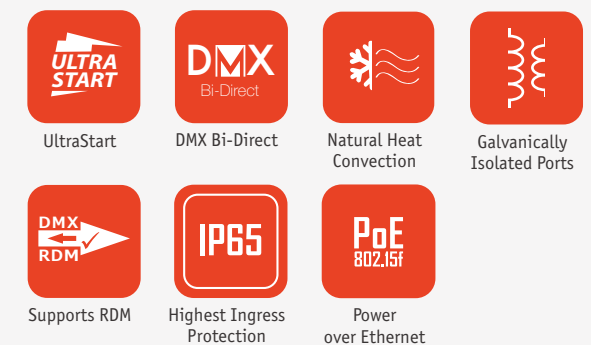 ULTRA
START
DMX
Bi-Direct
UltraStart
DMX Bi-Direct
Natural Heat
Convection
Galvanically
Isolated Ports
DMX
RDM
IP65
PoE
802.15f
Supports RDM
Highest Ingress
Protection
Power
over Ethernet